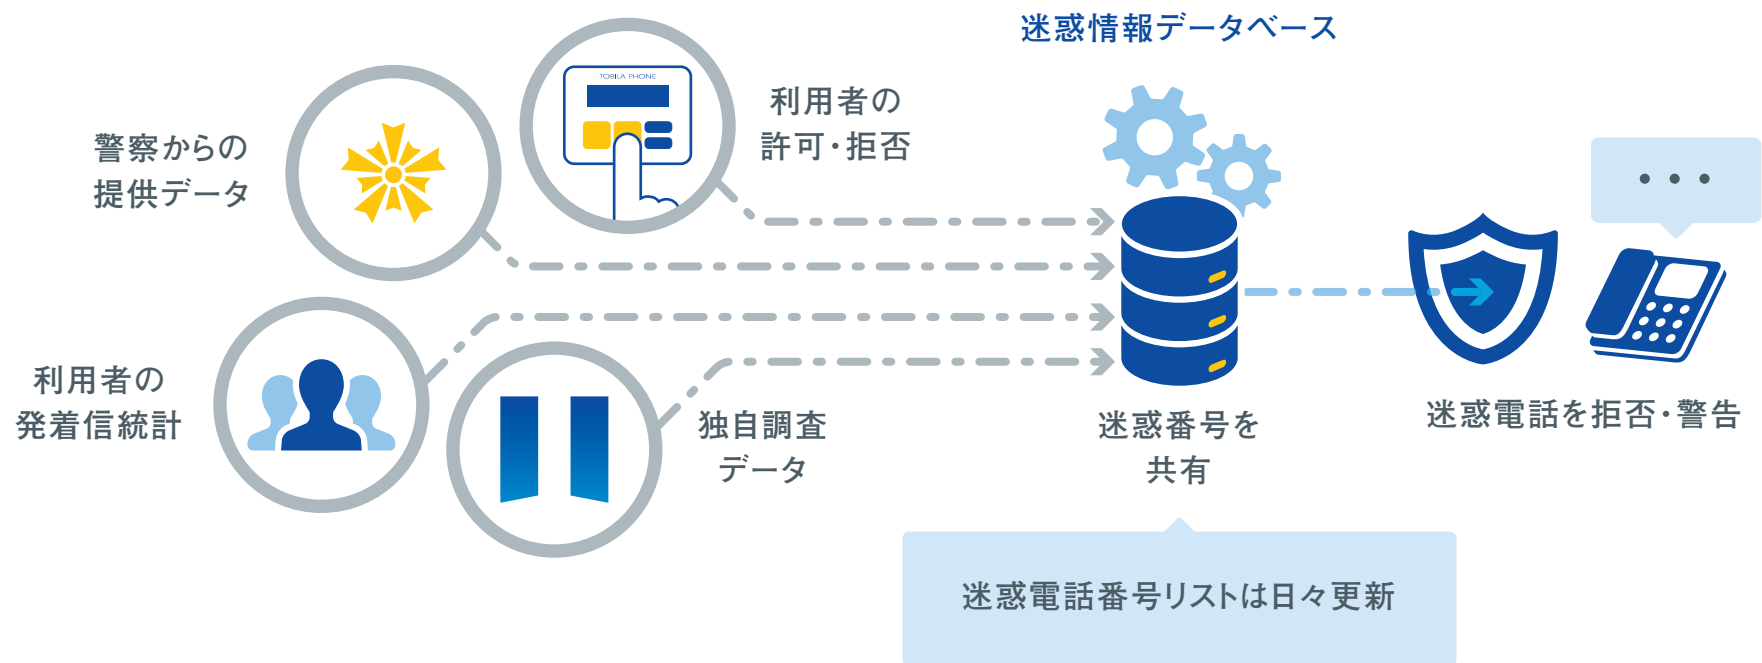 迷惑情報データベース
TOBILA PHONE
利用者の
許可・拒否
警察からの
提供データ
利用者の
発着信統計
独自調査
データ
迷惑番号を
共有
迷惑電話を拒否・警告
迷惑電話番号リストは日々更新